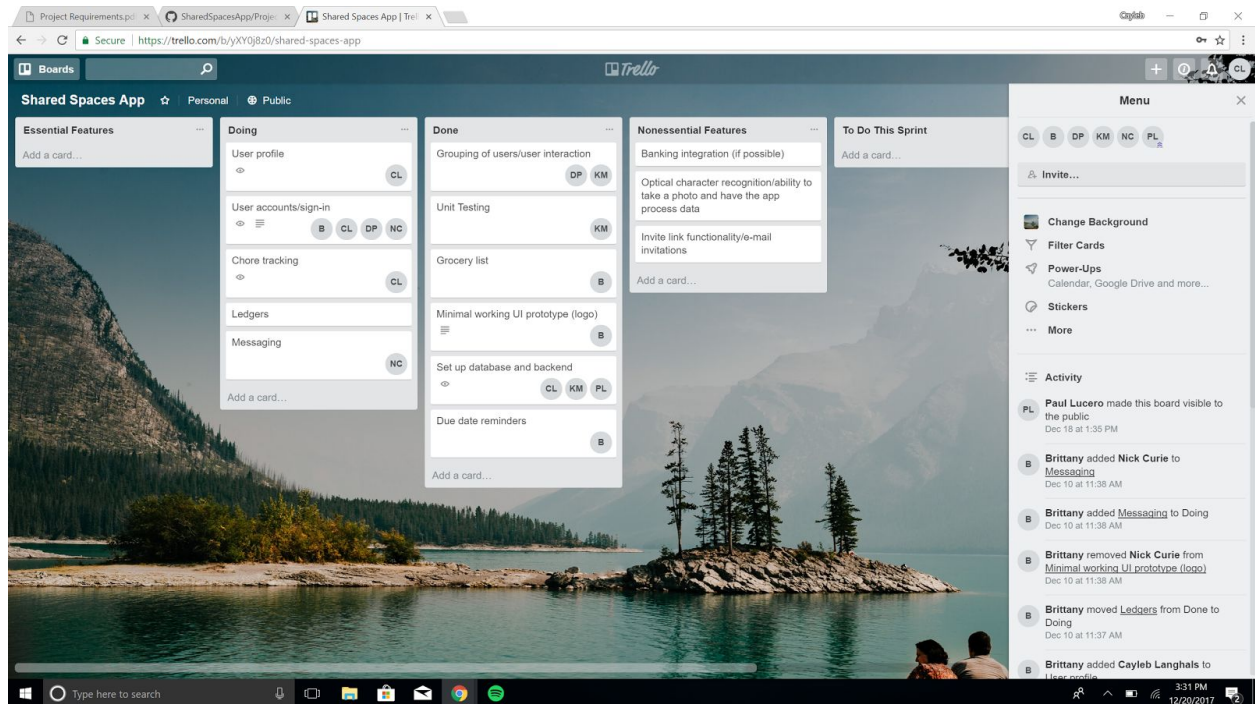 Project Requirements.pd
SharedSpacesApp/Projec
Shared Spaces App | Trel
Cayleb
Secure
https://trello.com/b/yXY0j8z0/shared-spaces-app
Boards
Trello
CL
Shared Spaces App
Personal
Public
Essential Features
Add a card...
Doing
User profile
CL
User accounts/sign-in
B CL DP NC
Chore tracking
CL
Ledgers
Messaging
NC
Add a card...
Done
Grouping of users/user interaction
DP KM
Unit Testing
KM
Grocery list
B
Minimal working UI prototype (logo)
B
Set up database and backend
CL KM PL
Due date reminders
B
Add a card...
Nonessential Features
Banking integration (if possible)
Optical character recognition/ability to
take a photo and have the app
process data
Invite link functionality/e-mail
invitations
Add a card...
To Do This Sprint
Add a card...
Menu
CL B DP KM NC PL
Invite...
Change Background
Filter Cards
Power-Ups
Calendar, Google Drive and more...
Stickers
More
Activity
PL
Paul Lucero made this board visible to
the public
Dec 18 at 1:35 PM
B
Brittany added Nick Curie to
Messaging
Dec 10 at 11:38 AM
B
Brittany added Messaging to Doing
Dec 10 at 11:38 AM
B
Brittany removed Nick Curie from
Minimal working UI prototype (logo)
Dec 10 at 11:38 AM
B
Brittany moved Ledgers from Done to
Doing
Dec 10 at 11:37 AM
B
Brittany added Cayleb Langhals to
User profile
Type here to search
3:31 PM
12/20/2017
2